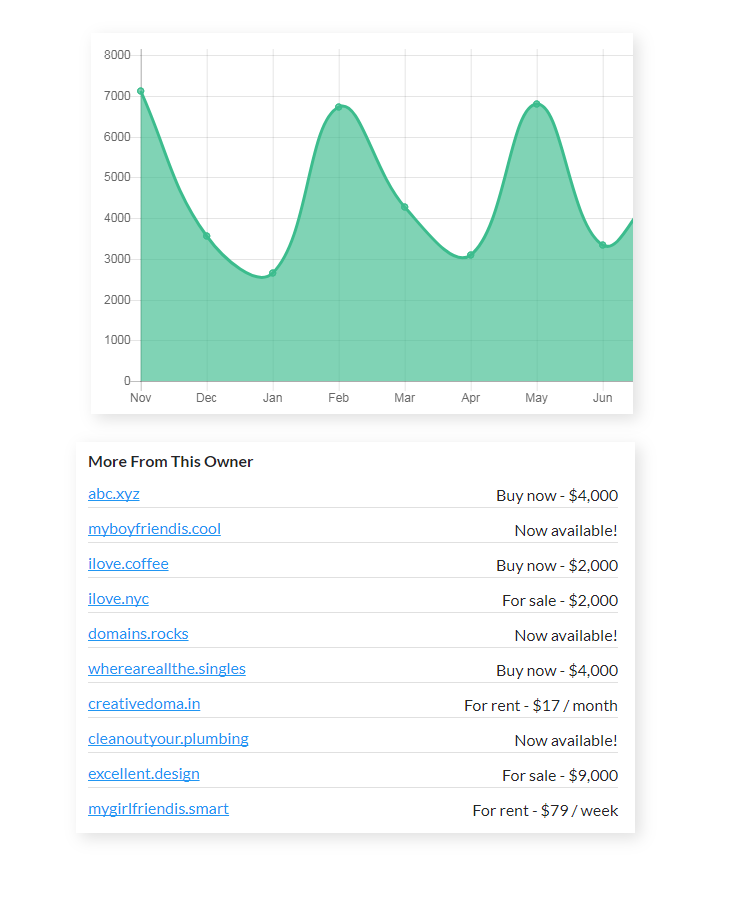 8000
7000
6000
5000
4000
3000
2000
1000
0
Nov Dec Jan Feb Mar Apr May Jun
More From This Owner
abc.xyz Buy now - $4,000
myboyfriendis.cool Now available!
ilove.coffee Buy now - $2,000
ilove.nyc For sale - $2,000
domains.rocks Now available!
whereareallthe.singles Buy now - $4,000
creativedoma.in For rent - $17 / month
cleanoutyour.plumbing Now available!
excellent.design For sale - $9,000
mygirlfriendis.smart For rent - $79 / week